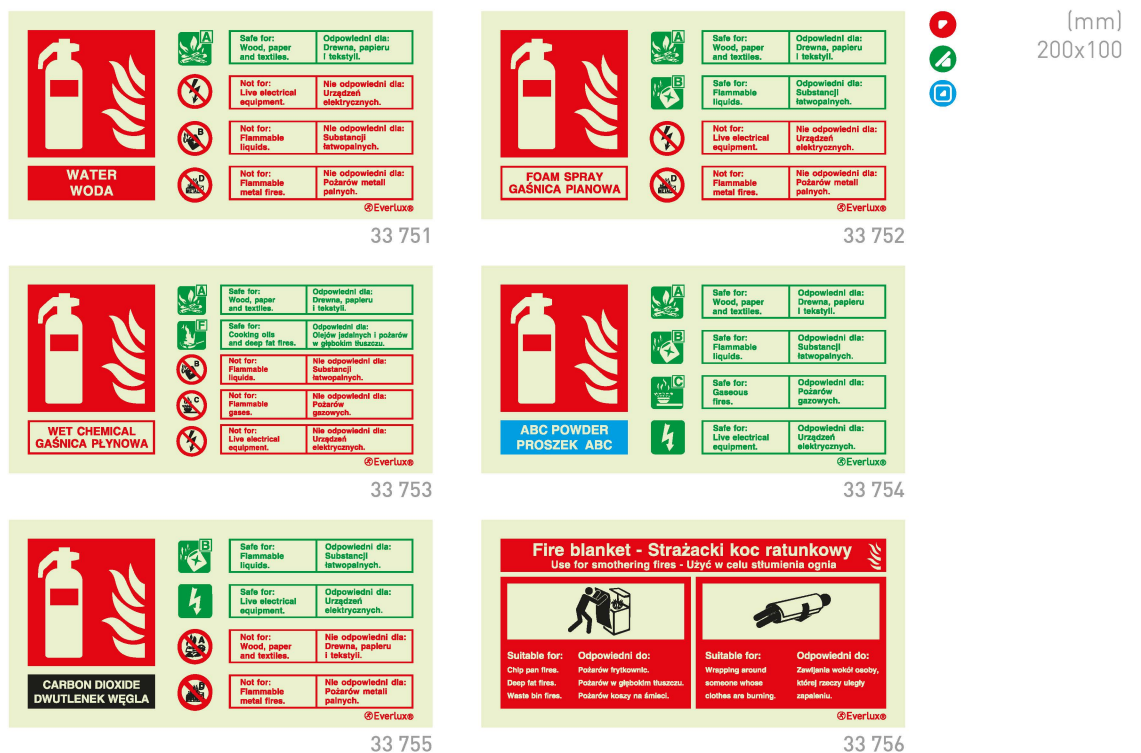 (mm)
200x100
A
Safe for:
Wood, paper
and textiles.
Odpowiedni dla:
Drewna, papieru
i tekstyli.
Not for:
Live electrical
equipment.
Nie odpowiedni dla:
Urządzeń
elektrycznych.
B
Not for:
Flammable
liquids.
Nie odpowiedni dla:
Substancji
łatwopalnych.
D
Not for:
Flammable
metal fires.
Nie odpowiedni dla:
Pożarów metali
palnych.
WATER
WODA
Everlux®
33 751
A
Safe for:
Wood, paper
and textiles.
Odpowiedni dla:
Drewna, papieru
i tekstyli.
B
Safe for:
Flammable
liquids.
Odpowiedni dla:
Substancji
łatwopalnych.
Not for:
Live electrical
equipment.
Nie odpowiedni dla:
Urządzeń
elektrycznych.
D
Not for:
Flammable
metal fires.
Nie odpowiedni dla:
Pożarów metali
palnych.
FOAM SPRAY
GAŚNICA PIANOWA
Everlux®
33 752
A
Safe for:
Wood, paper
and textiles.
Odpowiedni dla:
Drewna, papieru
i tekstyli.
F
Safe for:
Cooking oils
and deep fat fires.
Odpowiedni dla:
Olejów jadalnych i pożarów
w głębokim tłuszczu.
B
Not for:
Flammable
liquids.
Nie odpowiedni dla:
Substancji
łatwopalnych.
C
Not for:
Flammable
gases.
Nie odpowiedni dla:
Pożarów
gazowych.
Not for:
Live electrical
equipment.
Nie odpowiedni dla:
Urządzeń
elektrycznych.
WET CHEMICAL
GAŚNICA PŁYNOWA
Everlux®
33 753
A
Safe for:
Wood, paper
and textiles.
Odpowiedni dla:
Drewna, papieru
i tekstyli.
B
Safe for:
Flammable
liquids.
Odpowiedni dla:
Substancji
łatwopalnych.
C
Safe for:
Gaseous
fires.
Odpowiedni dla:
Pożarów
gazowych.
Safe for:
Live electrical
equipment.
Odpowiedni dla:
Urządzeń
elektrycznych.
ABC POWDER
PROSZEK ABC
Everlux®
33 754
B
Safe for:
Flammable
liquids.
Odpowiedni dla:
Substancji
łatwopalnych.
Safe for:
Live electrical
equipment.
Odpowiedni dla:
Urządzeń
elektrycznych.
A
Not for:
Wood, paper
and textiles.
Nie odpowiedni dla:
Drewna, papieru
i tekstyli.
D
Not for:
Flammable
metal fires.
Nie odpowiedni dla:
Pożarów metali
palnych.
CARBON DIOXIDE
DWUTLENEK WĘGLA
Everlux®
33 755
Fire blanket - Strażacki koc ratunkowy
Use for smothering fires - Użyć w celu stłumienia ognia
Suitable for:
Chip pan fires.
Deep fat fires.
Waste bin fires.
Odpowiedni do:
Pożarów frytkownic.
Pożarów w głębokim tłuszczu.
Pożarów koszy na śmieci.
Suitable for:
Wrapping around
someone whose
clothes are burning.
Odpowiedni do:
Zawijania wokół osoby,
której rzeczy uległy
zapaleniu.
Everlux®
33 756